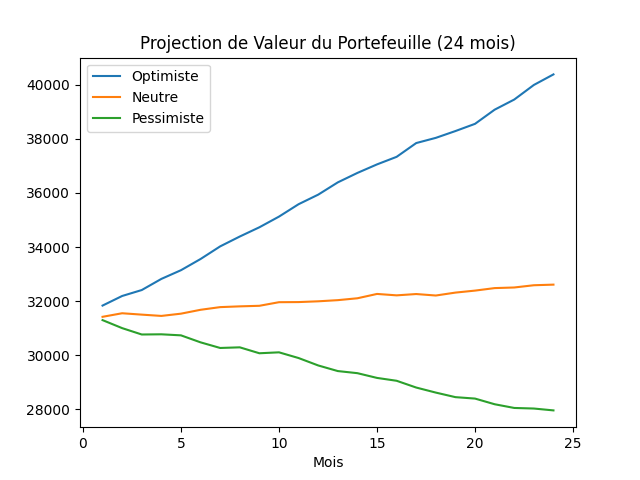 Projection de Valeur du Portefeuille (24 mois)
Optimiste
Neutre
Pessimiste
40000
38000
36000
34000
32000
30000
28000
0 5 10 15 20 25
Mois